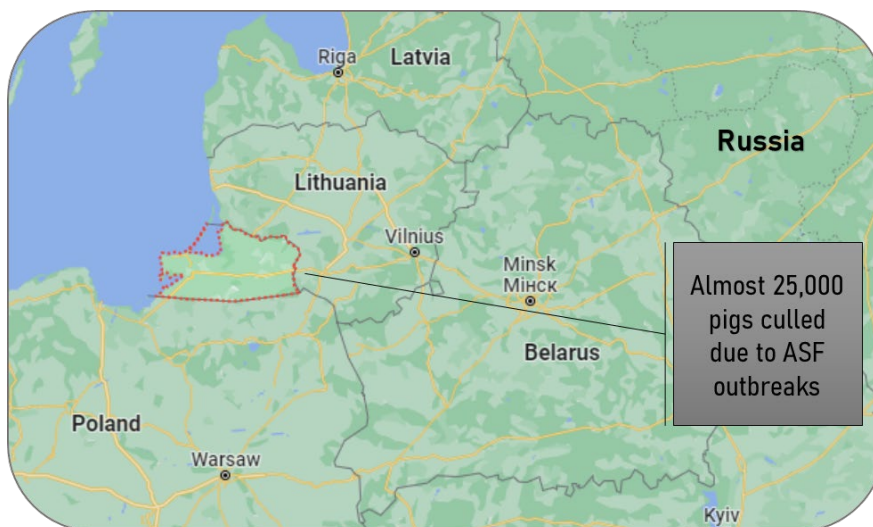 Riga
Latvia
Russia
Lithuania
Vilnius
Minsk
Мінск
Belarus
Almost 25,000
pigs culled
due to ASF
outbreaks
Poland
Warsaw
Kyiv